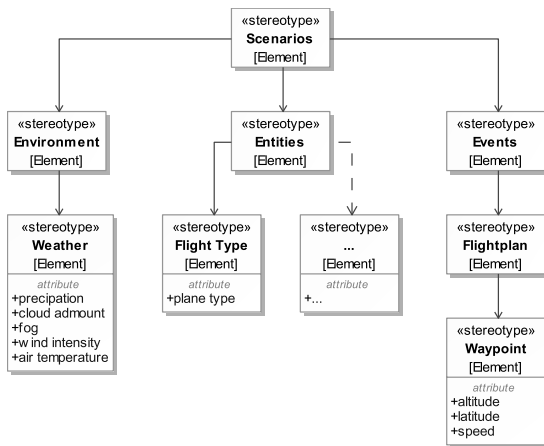 «stereotype»
Scenarios
[Element]
«stereotype»
Environment
[Element]
«stereotype»
Entities
[Element]
«stereotype»
Events
[Element]
«stereotype»
Weather
[Element]
attribute
+precipation
+cloud admount
+fog
+wind intensity
+air temperature
«stereotype»
Flight Type
[Element]
attribute
+plane type
«stereotype»
...
[Element]
attribute
+...
«stereotype»
Flightplan
[Element]
«stereotype»
Waypoint
[Element]
attribute
+altitude
+latitude
+speed